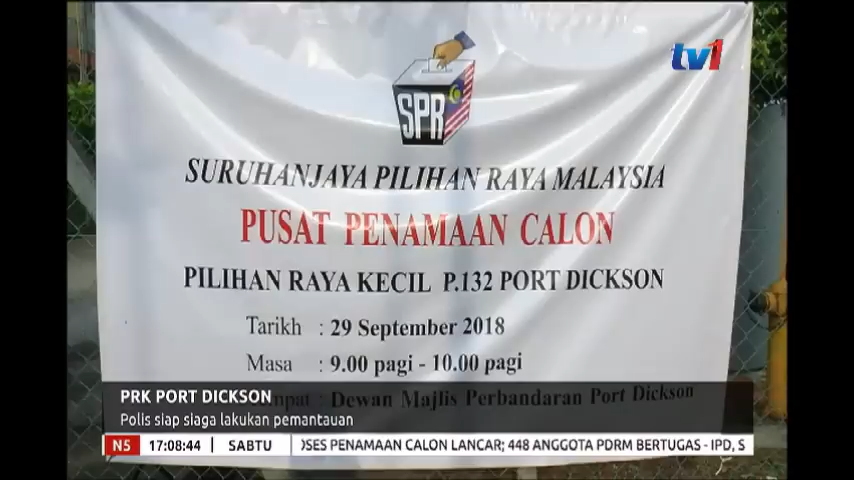 tv1
SPR
SURUHANJAYA PILIHAN RAYA MALAYSIA
PUSAT PENAMAAN CALON
PILIHAN RAYA KECIL P.132 PORT DICKSON
Tarikh : 29 September 2018
Masa : 9.00 pagi - 10.00 pagi
: Dewan Majlis Perbandaran Port Dickson
PRK PORT DICKSON
Polis siap siaga lakukan pemantauan
N5 17:08:44 SABTU OSES PENAMAAN CALON LANCAR; 448 ANGGOTA PDRM BERTUGAS - IPD, S